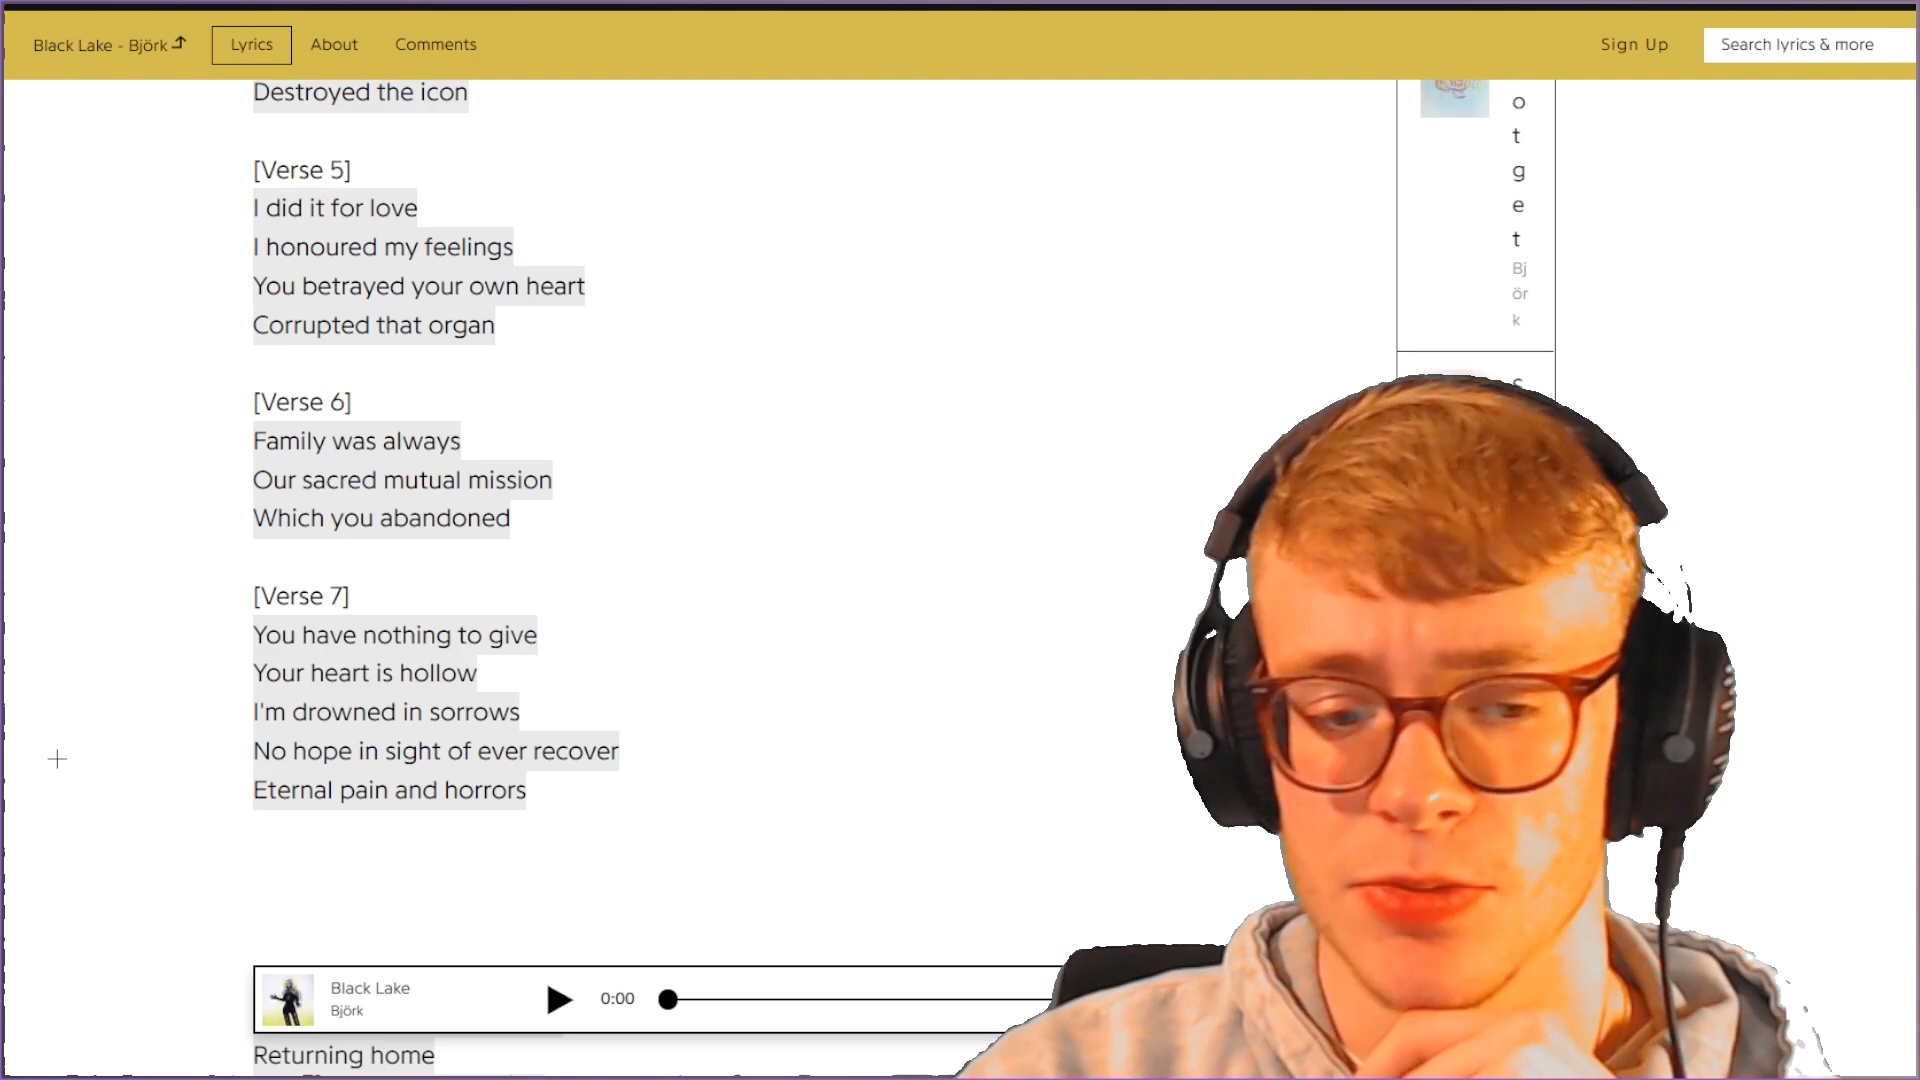 Black Lake - Björk
Lyrics
About
Comments
Sign Up
Search lyrics & more
Destroyed the icon
[Verse 5]
I did it for love
I honoured my feelings
You betrayed your own heart
Corrupted that organ
[Verse 6]
Family was always
Our sacred mutual mission
Which you abandoned
[Verse 7]
You have nothing to give
Your heart is hollow
I'm drowned in sorrows
No hope in sight of ever recover
Eternal pain and horrors
Black Lake
Björk
0:00
Returning home
o
t
g
e
t
Bj
ör
k